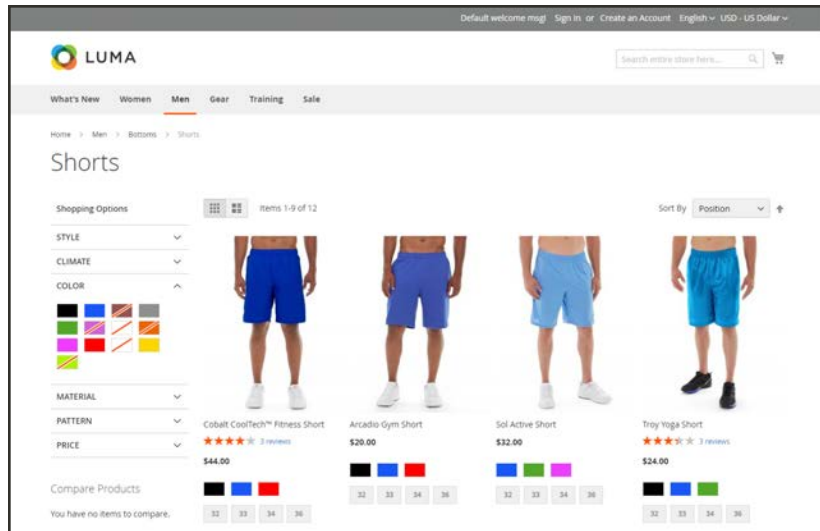 Default welcome msg! Sign In or Create an Account English USD - US Dollar
LUMA
Search entire store here...
What's New Women Men Gear Training Sale
Home > Men > Bottoms > Shorts
Shorts
Shopping Options
Items 1-9 of 12
Sort By Position
STYLE
CLIMATE
COLOR
MATERIAL
PATTERN
PRICE
Compare Products
You have no items to compare.
Cobalt CoolTech™ Fitness Short
3 reviews
$44.00
32 33 34 36
Arcadio Gym Short
$20.00
32 33 34 36
Sol Active Short
$32.00
32 33 34 36
Troy Yoga Short
3 reviews
$24.00
32 33 34 36